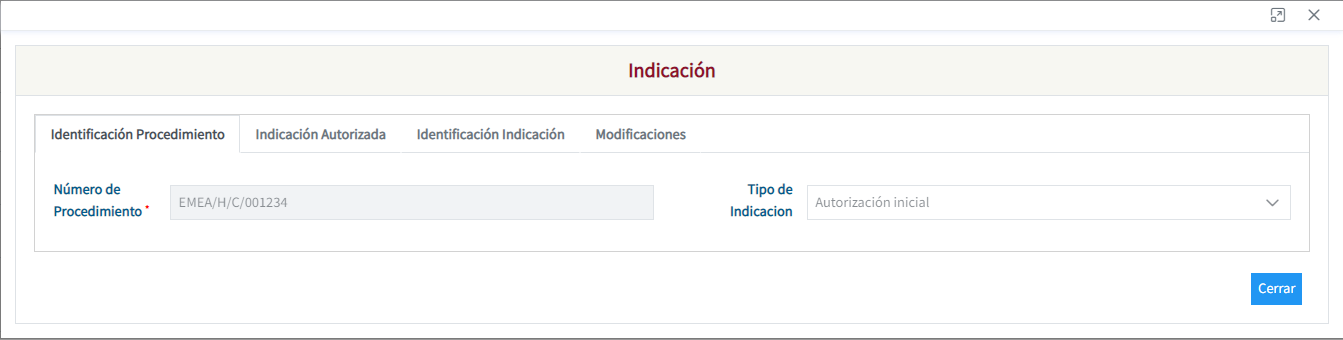 Indicación
Identificación Procedimiento Indicación Autorizada Identificación Indicación Modificaciones
Número de
Procedimiento * EMEA/H/C/001234
Tipo de
Indicacion Autorización inicial
Cerrar